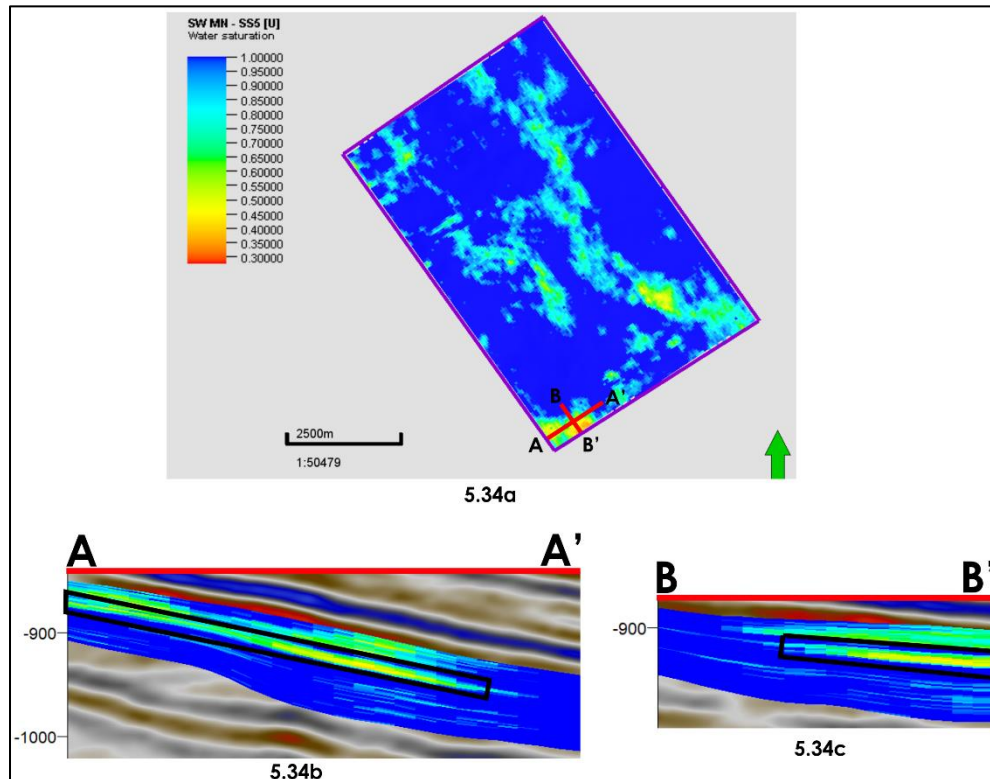 SW MN - SS5 [U]
Water saturation
1.00000
0.95000
0.90000
0.85000
0.80000
0.75000
0.70000
0.65000
0.60000
0.55000
0.50000
0.45000
0.40000
0.35000
0.30000
B A'
A B'
2500m
1:50479
5.34a
A A'
-900
-1000
5.34b
B B'
-900
5.34c